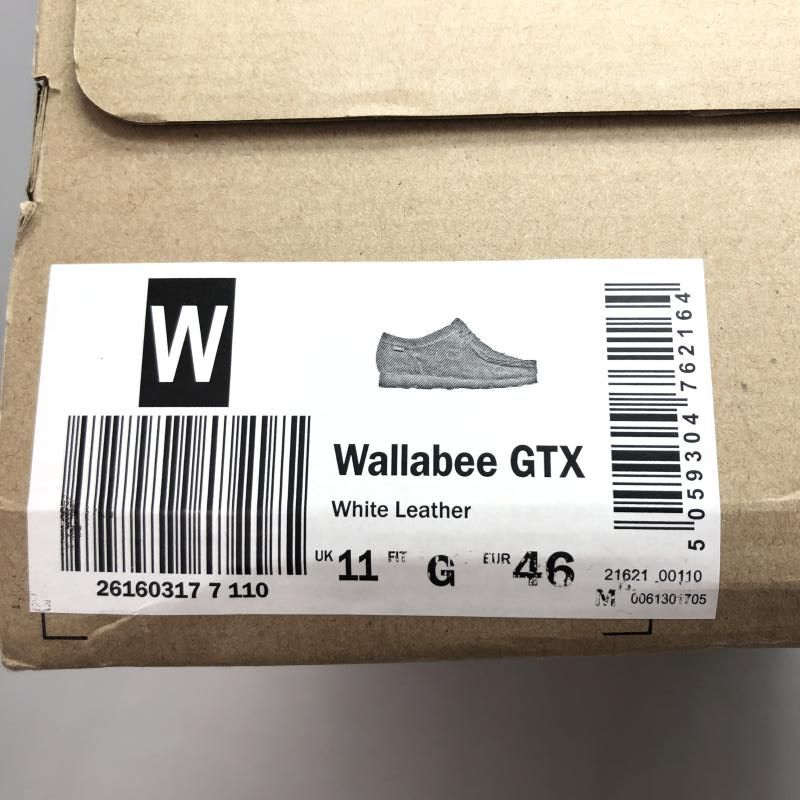 W
Wallabee GTX
White Leather
UK 11 FIT G EUR 46
26160317 7 110
5 059304 762164
21621 00110
M 0061301705